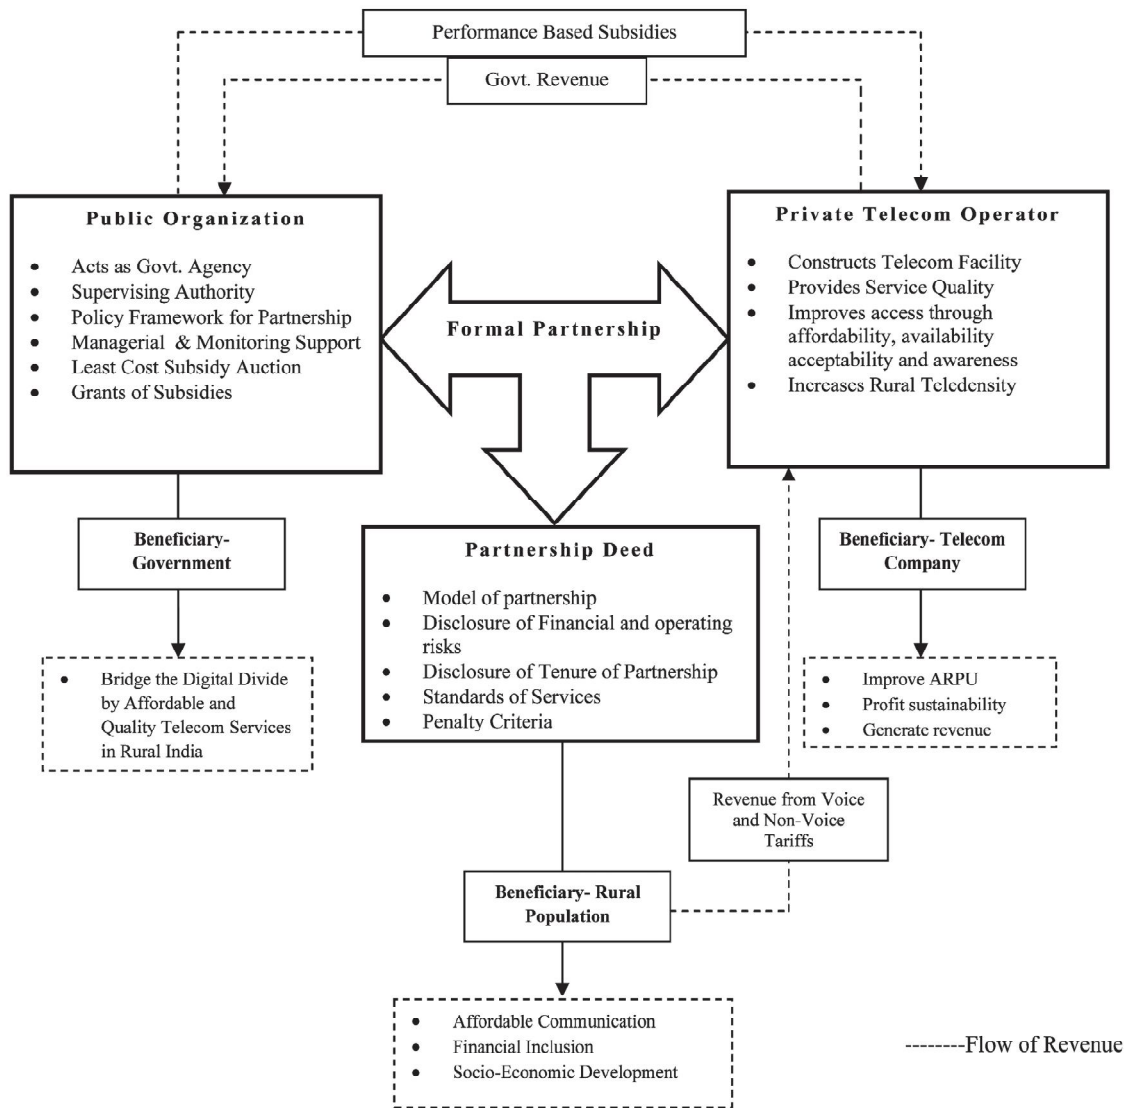 Performance Based Subsidies
Govt. Revenue
Public Organization
• Acts as Govt. Agency
• Supervising Authority
• Policy Framework for Partnership
• Managerial & Monitoring Support
• Least Cost Subsidy Auction
• Grants of Subsidies
Formal Partnership
Private Telecom Operator
• Constructs Telecom Facility
• Provides Service Quality
• Improves access through
affordability, availability
acceptability and awareness
• Increases Rural Teledensity
Beneficiary-
Government
• Bridge the Digital Divide
by Affordable and
Quality Telecom Services
in Rural India
Partnership Deed
• Model of partnership
• Disclosure of Financial and operating
risks
• Disclosure of Tenure of Partnership
• Standards of Services
• Penalty Criteria
Beneficiary- Telecom
Company
• Improve ARPU
• Profit sustainability
• Generate revenue
Revenue from Voice
and Non-Voice
Tariffs
Beneficiary- Rural
Population
• Affordable Communication
• Financial Inclusion
• Socio-Economic Development
--------Flow of Revenue